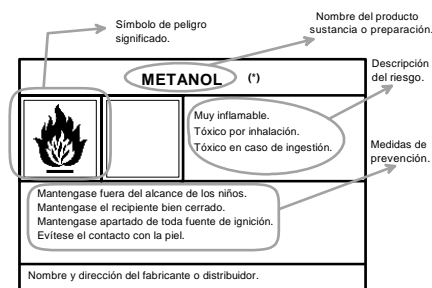 Símbolo de peligro
significado.
Nombre del producto
sustancia o preparación.
METANOL (*)
Descripción
del riesgo.
Muy inflamable.
Tóxico por inhalación.
Tóxico en caso de ingestión.
Medidas de
prevención.
Mantengase fuera del alcance de los niños.
Mantengase el recipiente bien cerrado.
Mantengase apartado de toda fuente de ignición.
Evítese el contacto con la piel.
Nombre y dirección del fabricante o distribuidor.